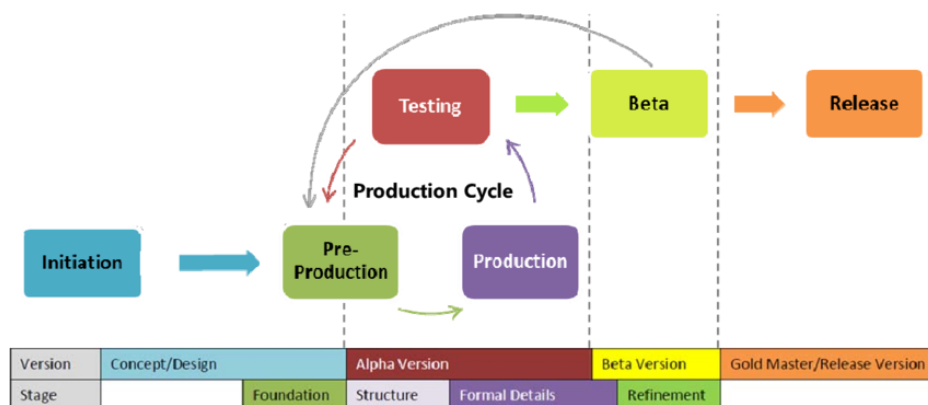 Testing
Beta
Release
Production Cycle
Initiation
Pre-
Production
Production
Version Concept/Design Alpha Version Beta Version Gold Master/Release Version
Stage Foundation Structure Formal Details Refinement